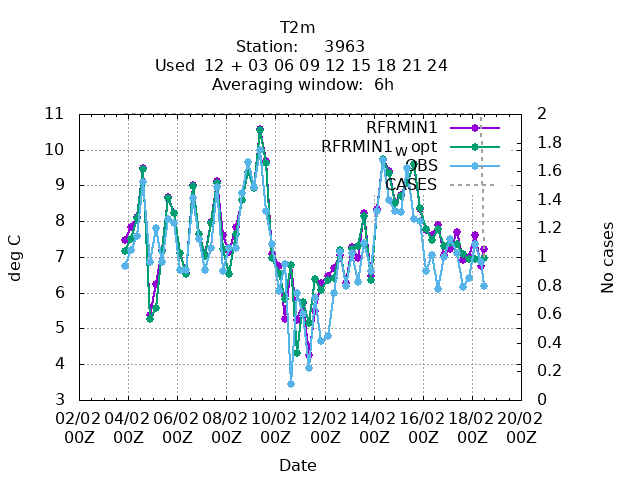 T2m
Station: 3963
Used 12 + 03 06 09 12 15 18 21 24
Averaging window: 6h
11 2
RFRMIN1
10 1.8
RFRMIN1wopt
OBS 1.6
9 CASES 1.4
8 1.2
7 1
6 0.8
5 0.6
4 0.4
0.2
3 0
deg C
No cases
02/02 04/02 06/02 08/02 10/02 12/02 14/02 16/02 18/02 20/02
00Z 00Z 00Z 00Z 00Z 00Z 00Z 00Z 00Z 00Z
Date